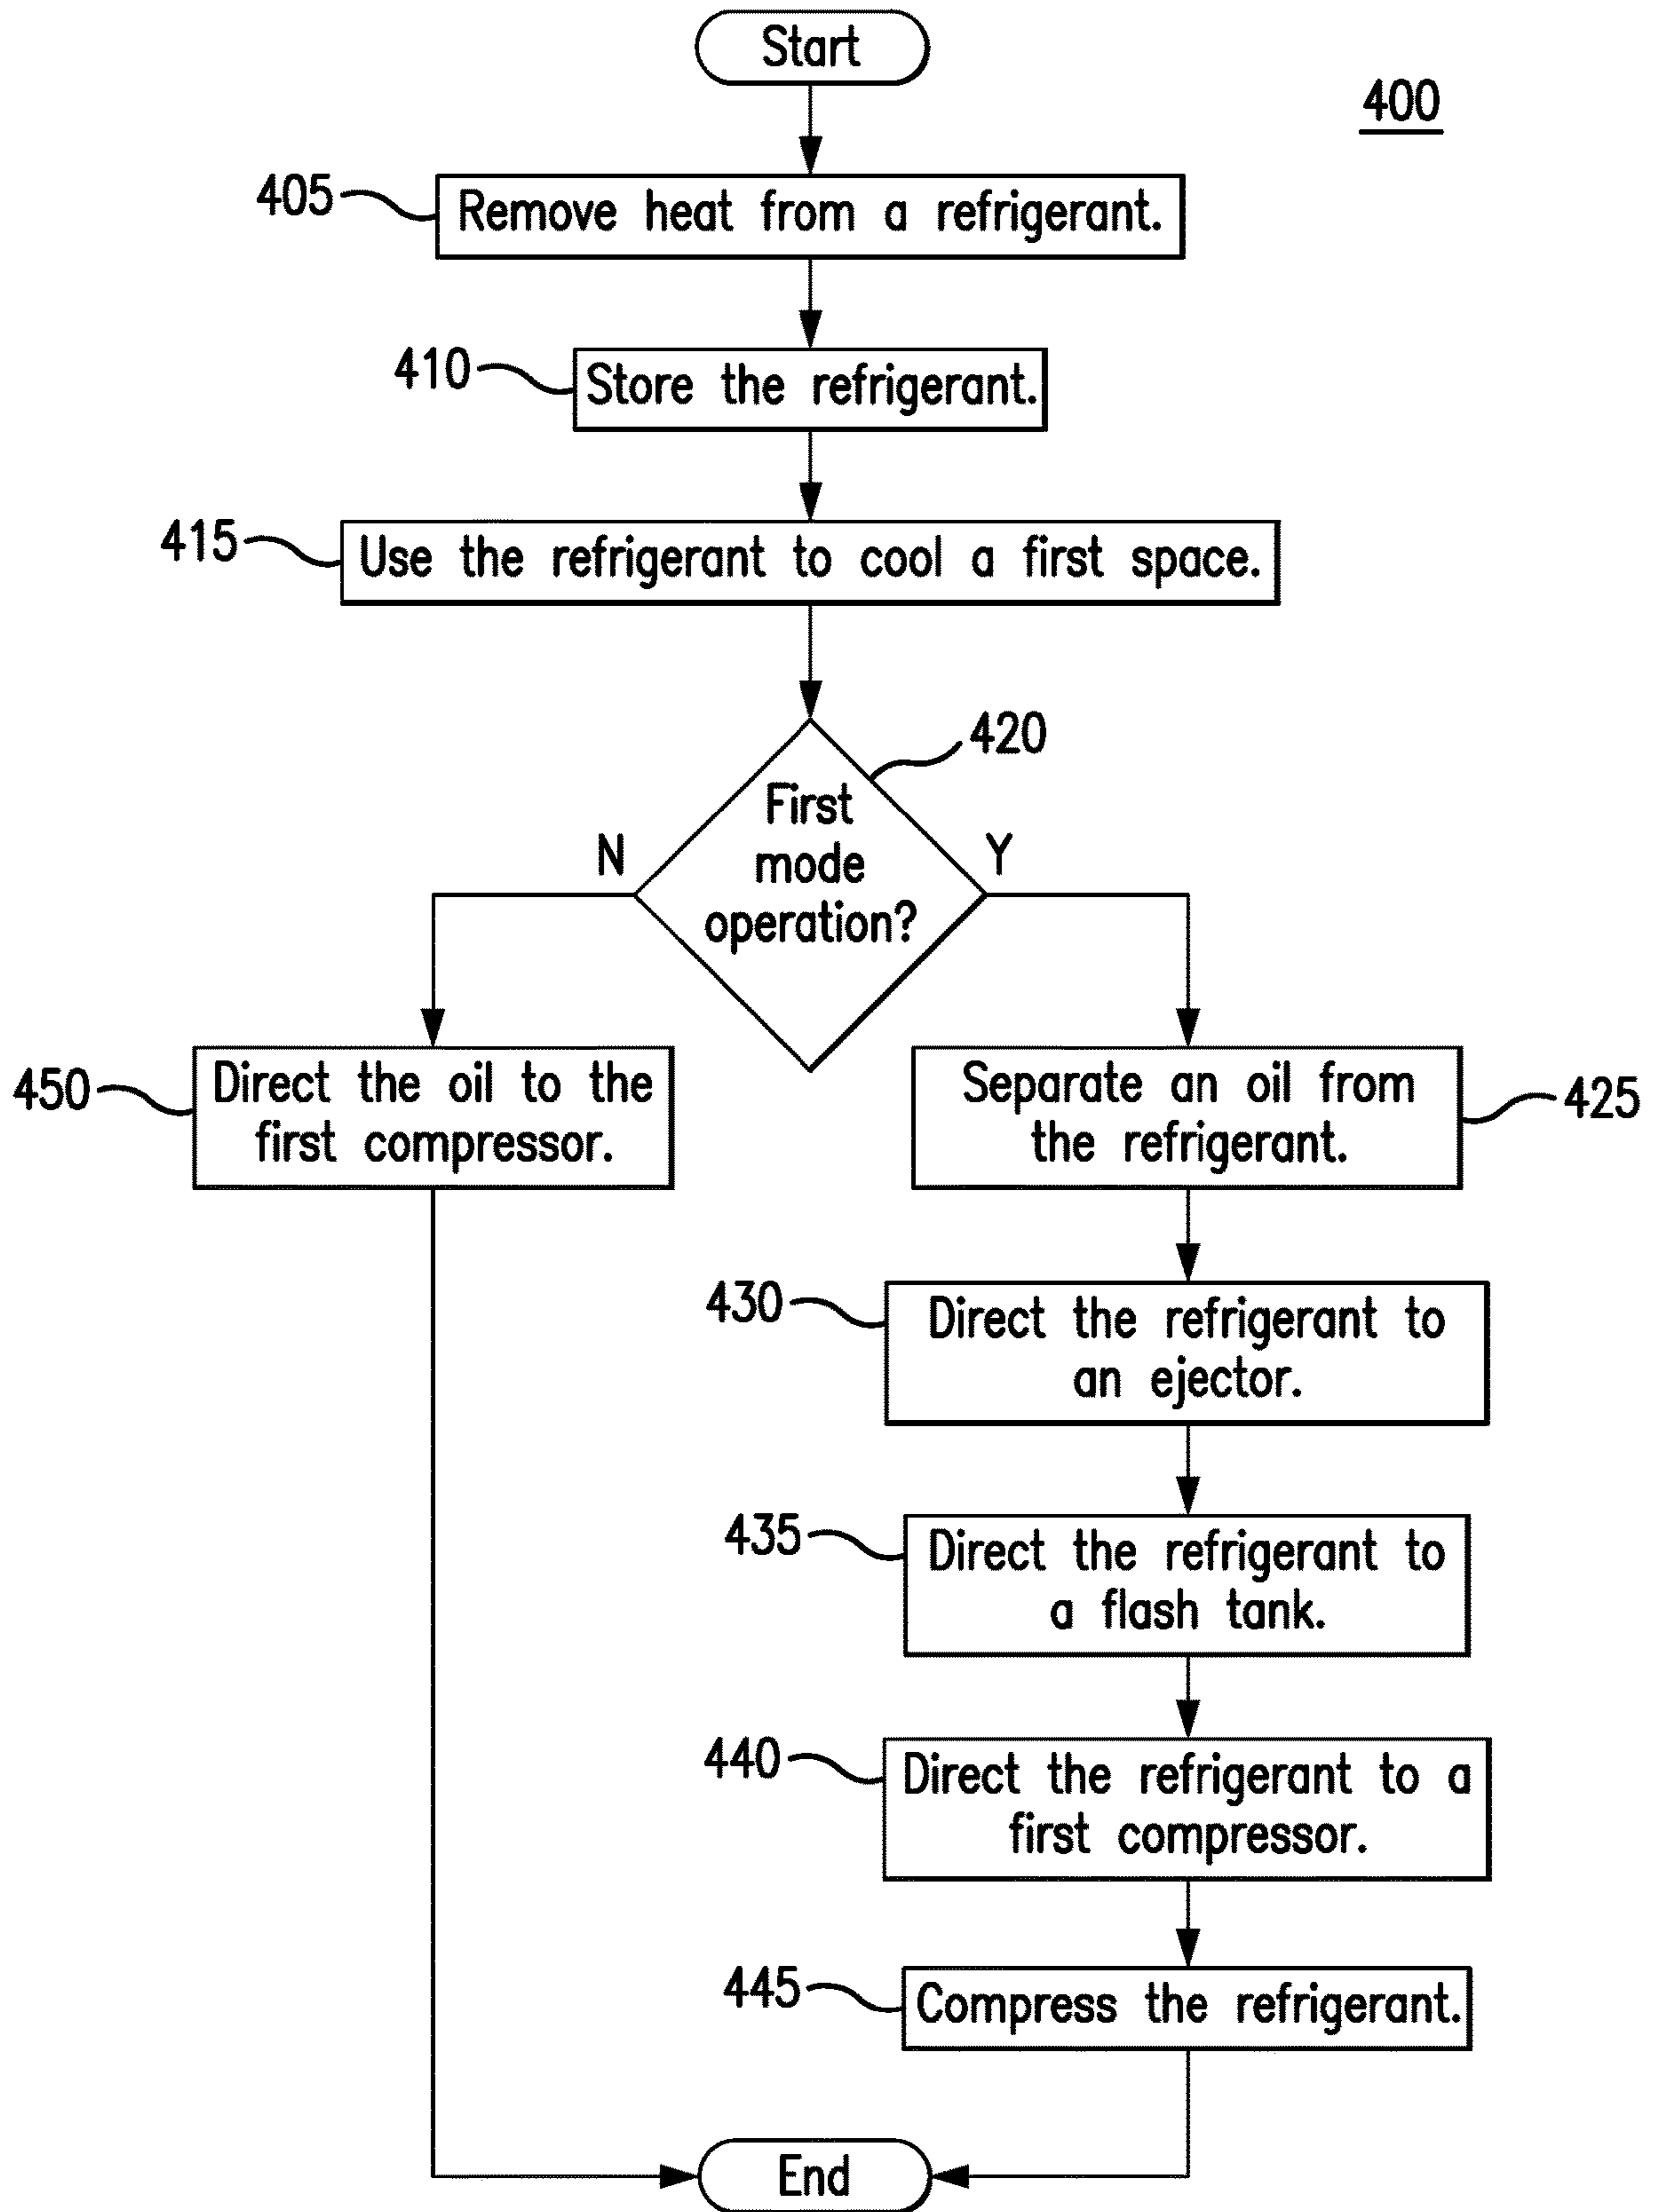 Start
400
405
Remove heat from a refrigerant.
410
Store the refrigerant.
415
Use the refrigerant to cool a first space.
420
First
mode
operation?
N
Y
450
Direct the oil to the
first compressor.
Separate an oil from
the refrigerant.
425
430
Direct the refrigerant to
an ejector.
435
Direct the refrigerant to
a flash tank.
440
Direct the refrigerant to a
first compressor.
445
Compress the refrigerant.
End